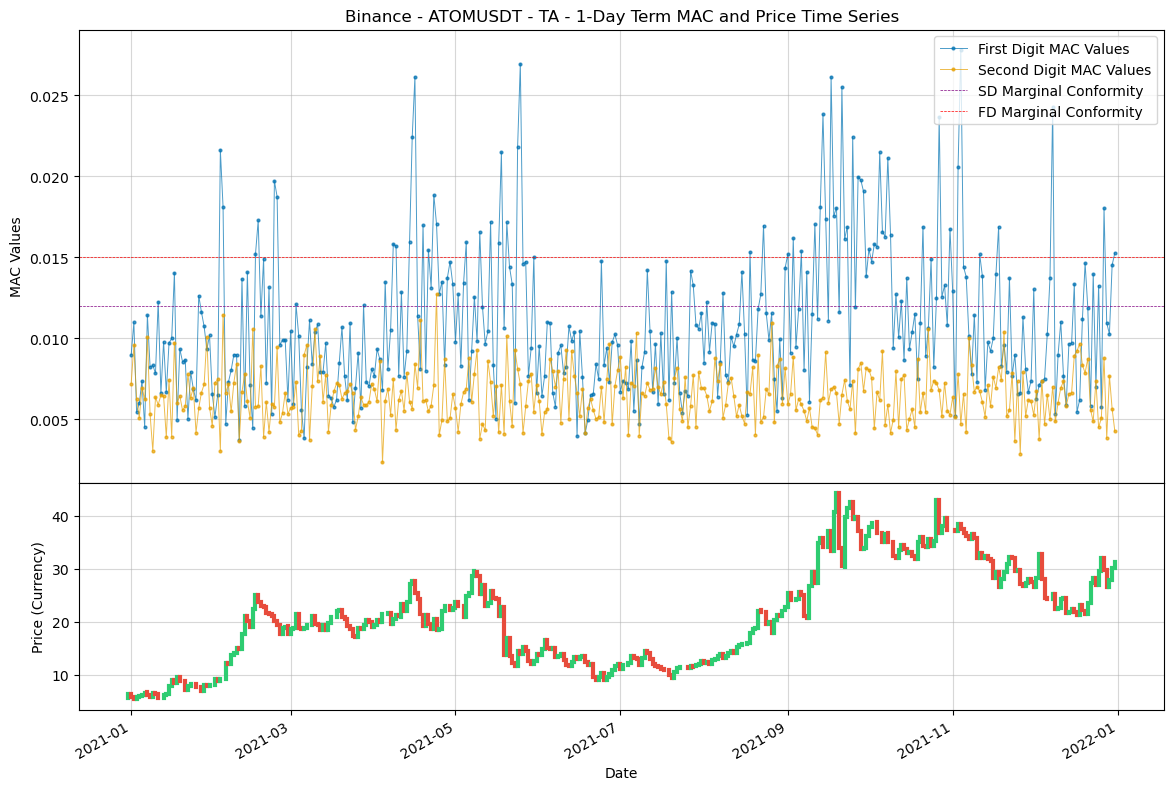 Binance - ATOMUSDT - TA - 1-Day Term MAC and Price Time Series
First Digit MAC Values
Second Digit MAC Values
SD Marginal Conformity
FD Marginal Conformity
MAC Values
0.025
0.020
0.015
0.010
0.005
Price (Currency)
40
30
20
10
2021-01
2021-03
2021-05
2021-07
2021-09
2021-11
2022-01
Date